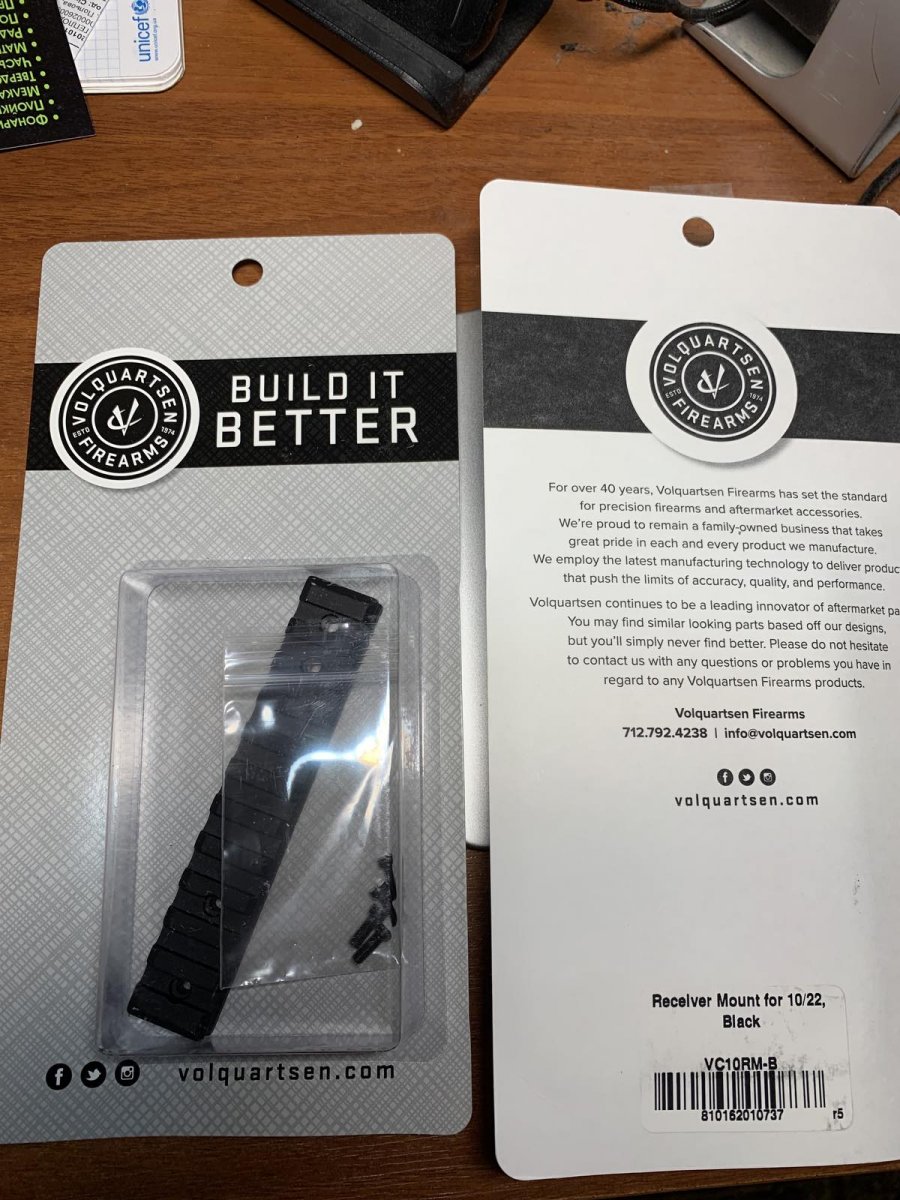 unicef
www.unicef.org.ua
ФОНАРИ
ПЛОЙКИ
ЧАСЫ
VOLQUARTSEN
ESTD 1974
FIREARMS
BUILD IT
BETTER
volquartsen.com
VOLQUARTSEN
ESTD 1974
FIREARMS
For over 40 years, Volquartsen Firearms has set the standard
for precision firearms and aftermarket accessories.
We're proud to remain a family-owned business that takes
great pride in each and every product we manufacture.
We employ the latest manufacturing technology to deliver produc
that push the limits of accuracy, quality, and performance.
Volquartsen continues to be a leading innovator of aftermarket pa
You may find similar looking parts based off our designs,
but you'll simply never find better. Please do not hesitate
to contact us with any questions or problems you have in
regard to any Volquartsen Firearms products.
Volquartsen Firearms
712.792.4238 | info@volquartsen.com
volquartsen.com
Receiver Mount for 10/22,
Black
VC10RM-B
810162010737 r5